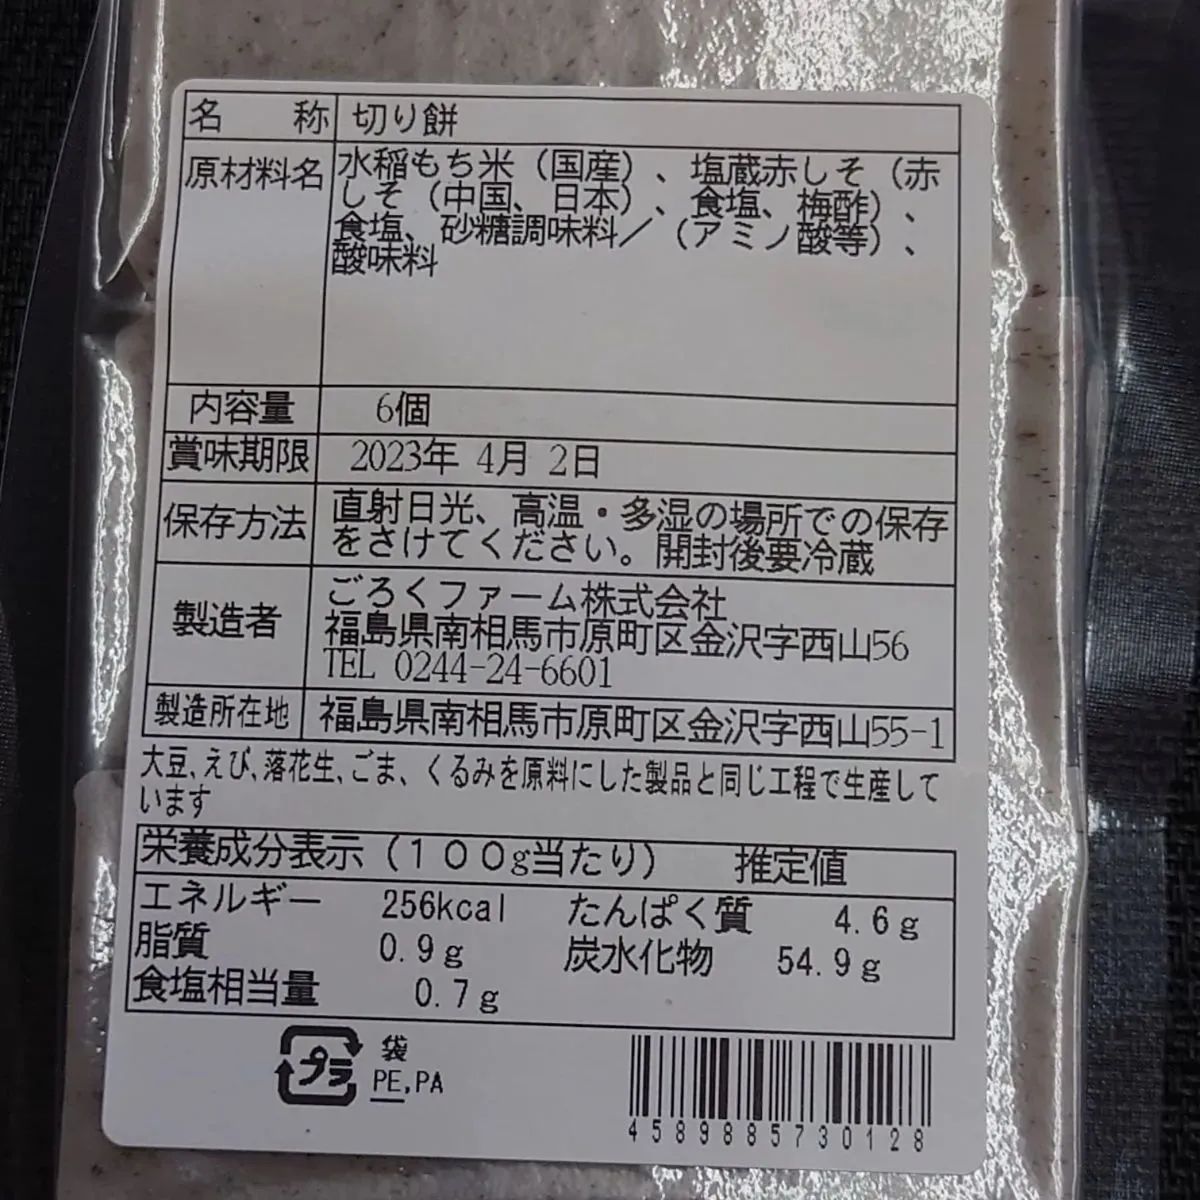 名　称 切り餅
原材料名 水稲もち米（国産）、塩蔵赤しそ（赤
しそ（中国、日本）、食塩、梅酢）、
食塩、砂糖調味料／（アミノ酸等）、
酸味料
内容量 6個
賞味期限 2023年 4月 2日
保存方法 直射日光、高温・多湿の場所での保存
をさけてください。開封後要冷蔵
製造者 ごろくファーム株式会社
福島県南相馬市原町区金沢字西山56
TEL 0244-24-6601
製造所在地 福島県南相馬市原町区金沢字西山55-1
大豆､えび､落花生､ごま、くるみを原料にした製品と同じ工程で生産して
います
栄養成分表示（１００g当たり） 推定値
エネルギー 256kcal たんぱく質 4.6g
脂質 0.9g 炭水化物 54.9g
食塩相当量 0.7g
プラ 袋
PE,PA
4589885730128